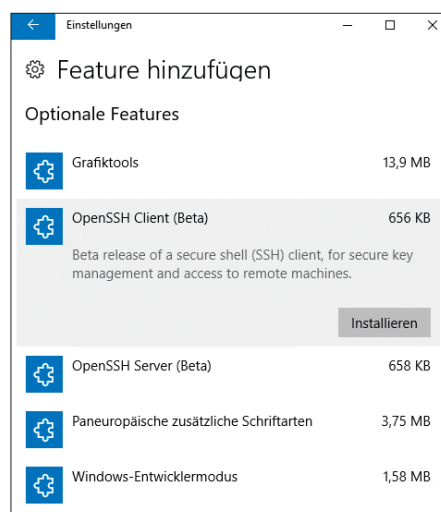 Einstellungen
Feature hinzufügen
Optionale Features
Grafiktools 13,9 MB
OpenSSH Client (Beta) 656 KB
Beta release of a secure shell (SSH) client, for secure key
management and access to remote machines.
Installieren
OpenSSH Server (Beta) 658 KB
Paneuropäische zusätzliche Schriftarten 3,75 MB
Windows-Entwicklermodus 1,58 MB